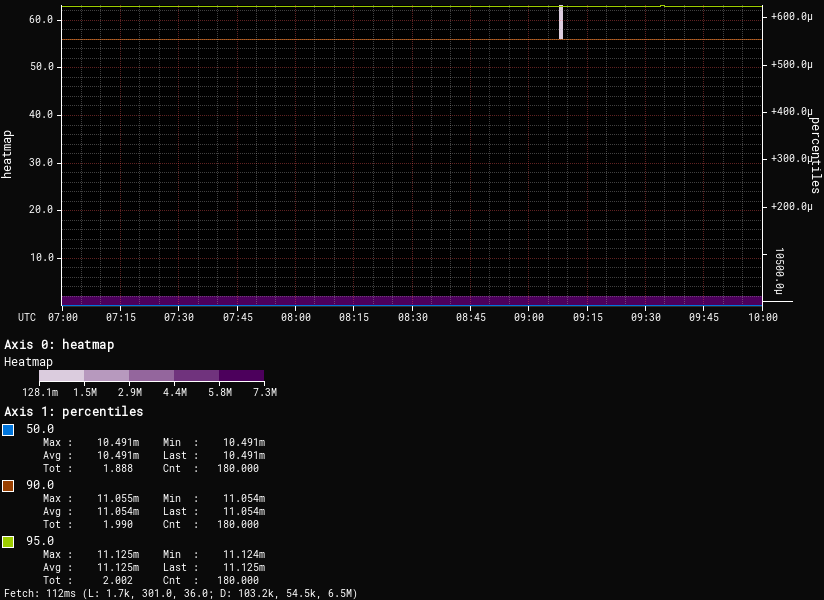 60.0
50.0
40.0
30.0
20.0
10.0
heatmap
+600.0µ
+500.0µ
+400.0µ
+300.0µ
+200.0µ
10500.0µ
percentiles
UTC 07:00 07:15 07:30 07:45 08:00 08:15 08:30 08:45 09:00 09:15 09:30 09:45 10:00
Axis 0: heatmap
Heatmap
128.1m 1.5M 2.9M 4.4M 5.8M 7.3M
Axis 1: percentiles
50.0
Max : 10.491m Min : 10.491m
Avg : 10.491m Last : 10.491m
Tot : 1.888 Cnt : 180.000
90.0
Max : 11.055m Min : 11.054m
Avg : 11.054m Last : 11.054m
Tot : 1.990 Cnt : 180.000
95.0
Max : 11.125m Min : 11.124m
Avg : 11.125m Last : 11.125m
Tot : 2.002 Cnt : 180.000
Fetch: 112ms (L: 1.7k, 301.0, 36.0; D: 103.2k, 54.5k, 6.5M)